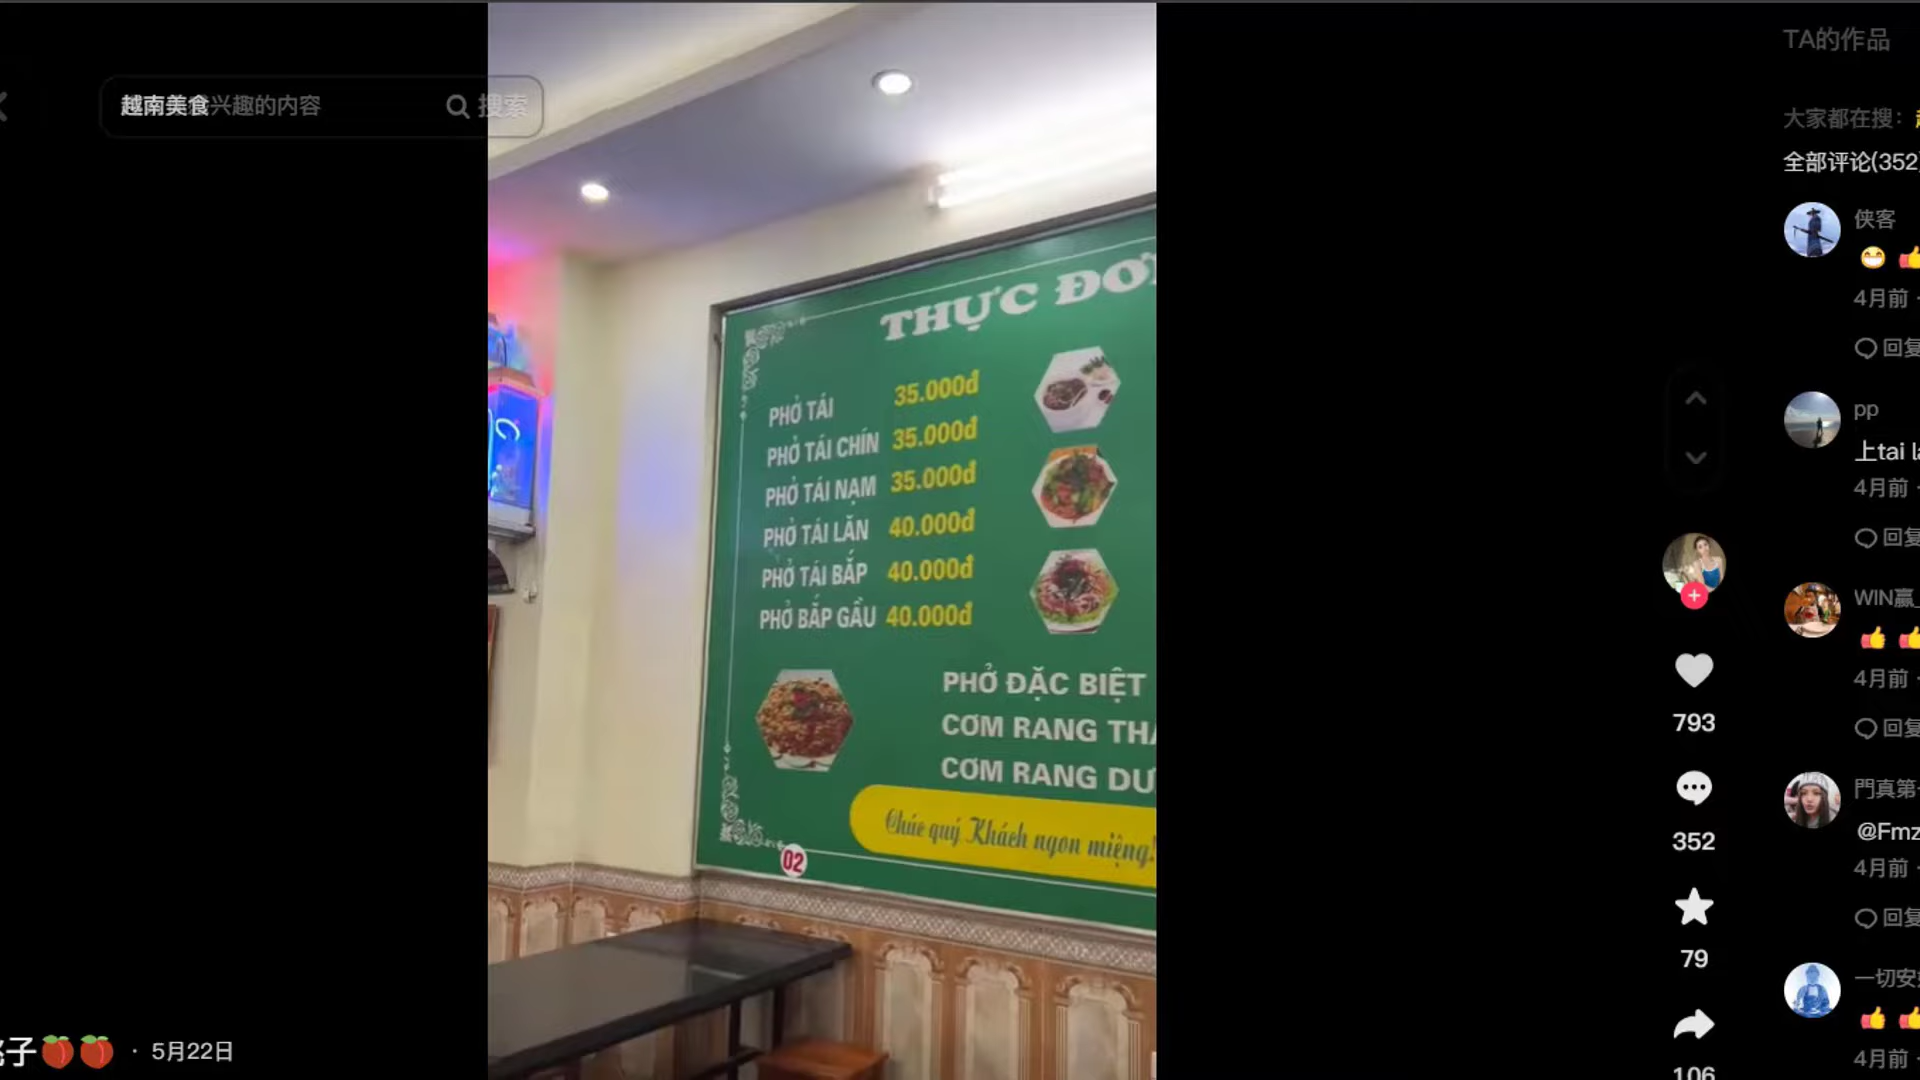 TA的作品
越南美食兴趣的内容
搜索
大家都在搜：
全部评论(352)
侠客
4月前
回复
THỰC ĐƠ
PHỞ TÁI 35.000đ
PHỞ TÁI CHÍN 35.000đ
PHỞ TÁI NẠM 35.000đ
PHỞ TÁI LĂN 40.000đ
PHỞ TÁI BẮP 40.000đ
PHỞ BẮP GẦU 40.000đ
PHỞ ĐẶC BIỆT
CƠM RANG
CƠM RANG
Chúc quý Khách ngon miệng!
02
pp
上tai
4月前
回复
WIN赢_
4月前
回复
793
門真第
@Fmz
4月前
回复
352
79
一切安
4月前
106
子🍑🍑 · 5月22日